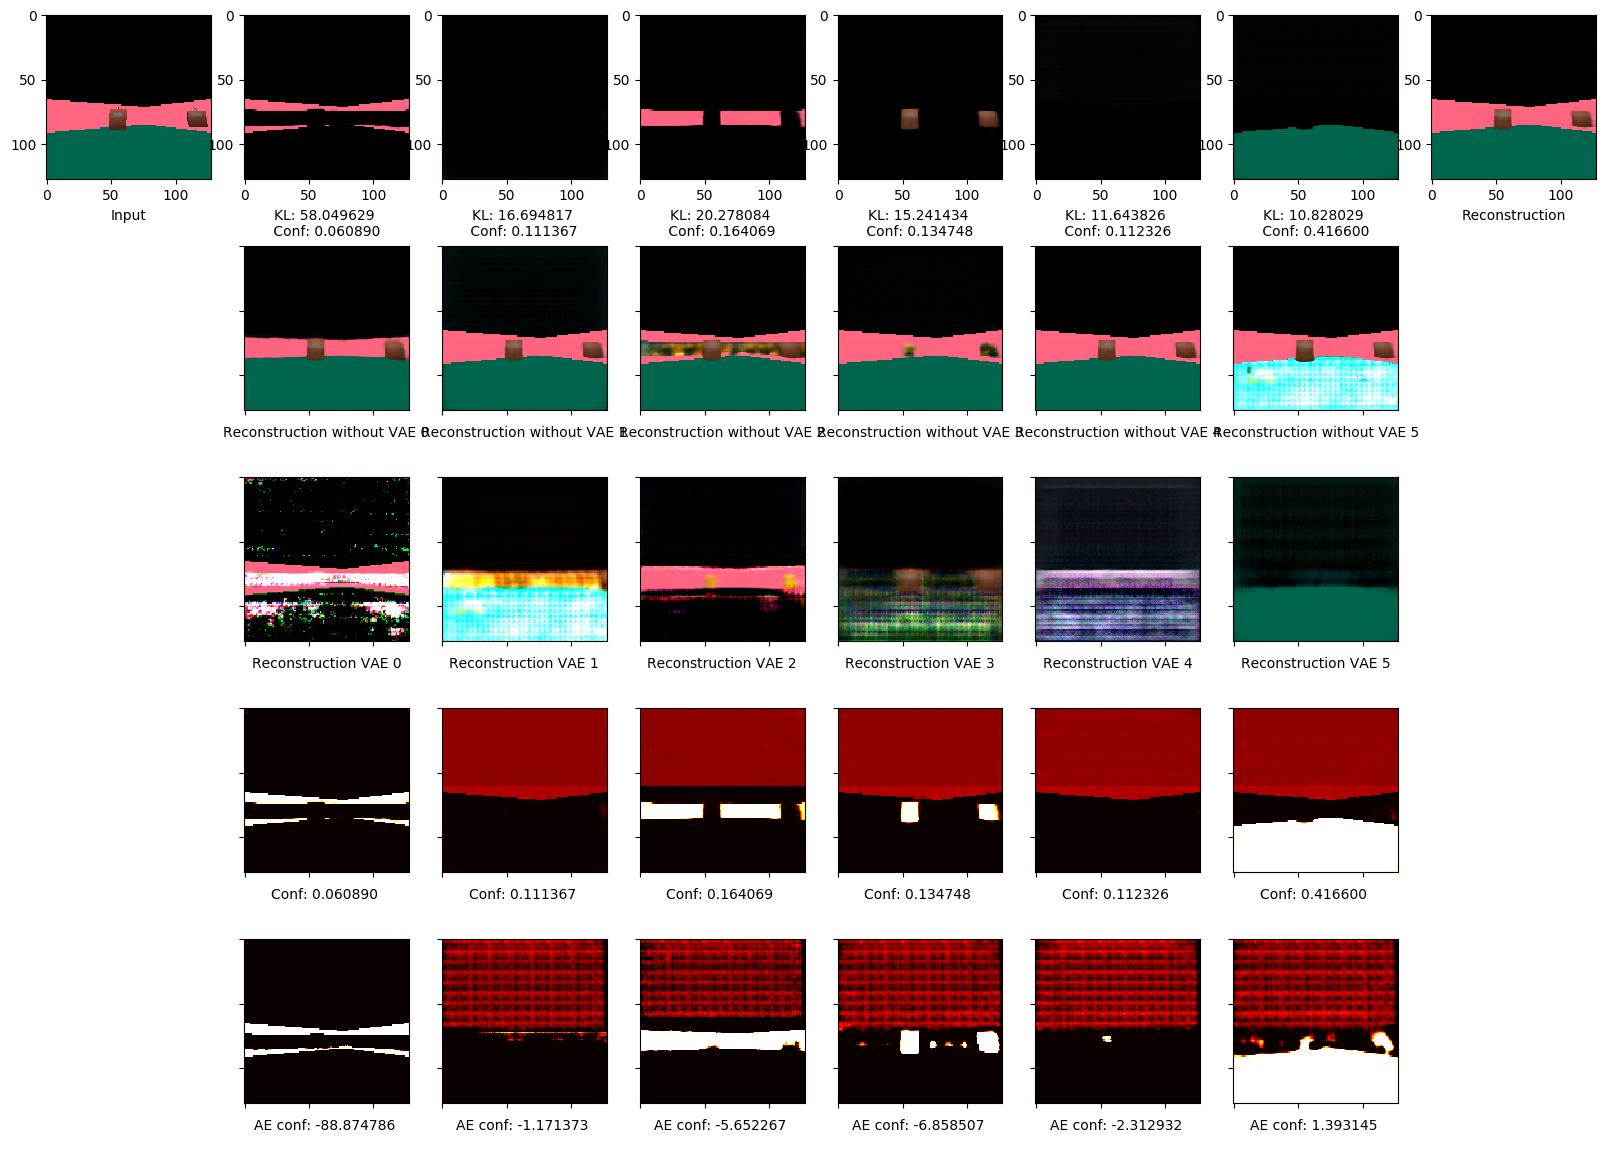 0
50
100
0
50
100
Input
0
50
100
0
50
100
KL: 58.049629
Conf: 0.060890
0
50
100
0
50
100
KL: 16.694817
Conf: 0.111367
0
50
100
0
50
100
KL: 20.278084
Conf: 0.164069
0
50
100
0
50
100
KL: 15.241434
Conf: 0.134748
0
50
100
0
50
100
KL: 11.643826
Conf: 0.112326
0
50
100
0
50
100
KL: 10.828029
Conf: 0.416600
0
50
100
0
50
100
Reconstruction
Reconstruction without VAE 0
Reconstruction without VAE 1
Reconstruction without VAE 2
Reconstruction without VAE 3
Reconstruction without VAE 4
Reconstruction without VAE 5
Reconstruction VAE 0
Reconstruction VAE 1
Reconstruction VAE 2
Reconstruction VAE 3
Reconstruction VAE 4
Reconstruction VAE 5
Conf: 0.060890
Conf: 0.111367
Conf: 0.164069
Conf: 0.134748
Conf: 0.112326
Conf: 0.416600
AE conf: -88.874786
AE conf: -1.171373
AE conf: -5.652267
AE conf: -6.858507
AE conf: -2.312932
AE conf: 1.393145